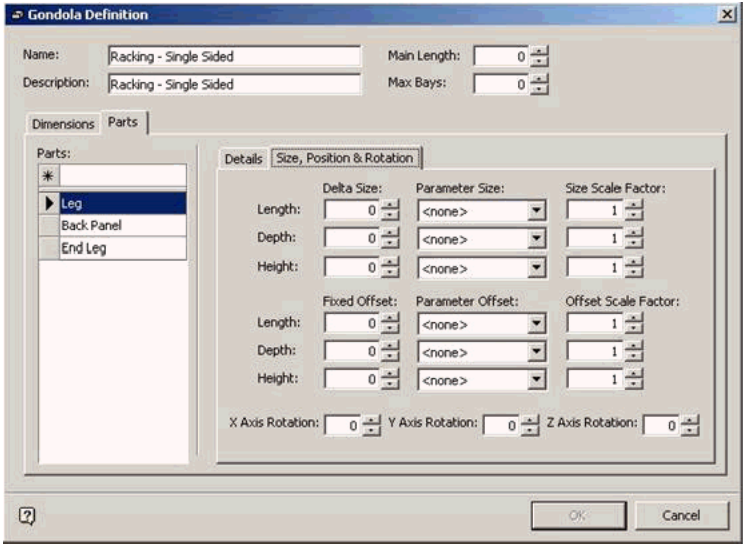 Gondola Definition
Name: Racking - Single Sided Main Length: 0
Description: Racking - Single Sided Max Bays: 0
Dimensions Parts
Parts:
Leg
Back Panel
End Leg
Details Size, Position & Rotation
Delta Size: Parameter Size: Size Scale Factor:
Length: 0 <none> 1
Depth: 0 <none> 1
Height: 0 <none> 1
Fixed Offset: Parameter Offset: Offset Scale Factor:
Length: 0 <none> 1
Depth: 0 <none> 1
Height: 0 <none> 1
X Axis Rotation: 0 Y Axis Rotation: 0 Z Axis Rotation: 0
OK Cancel